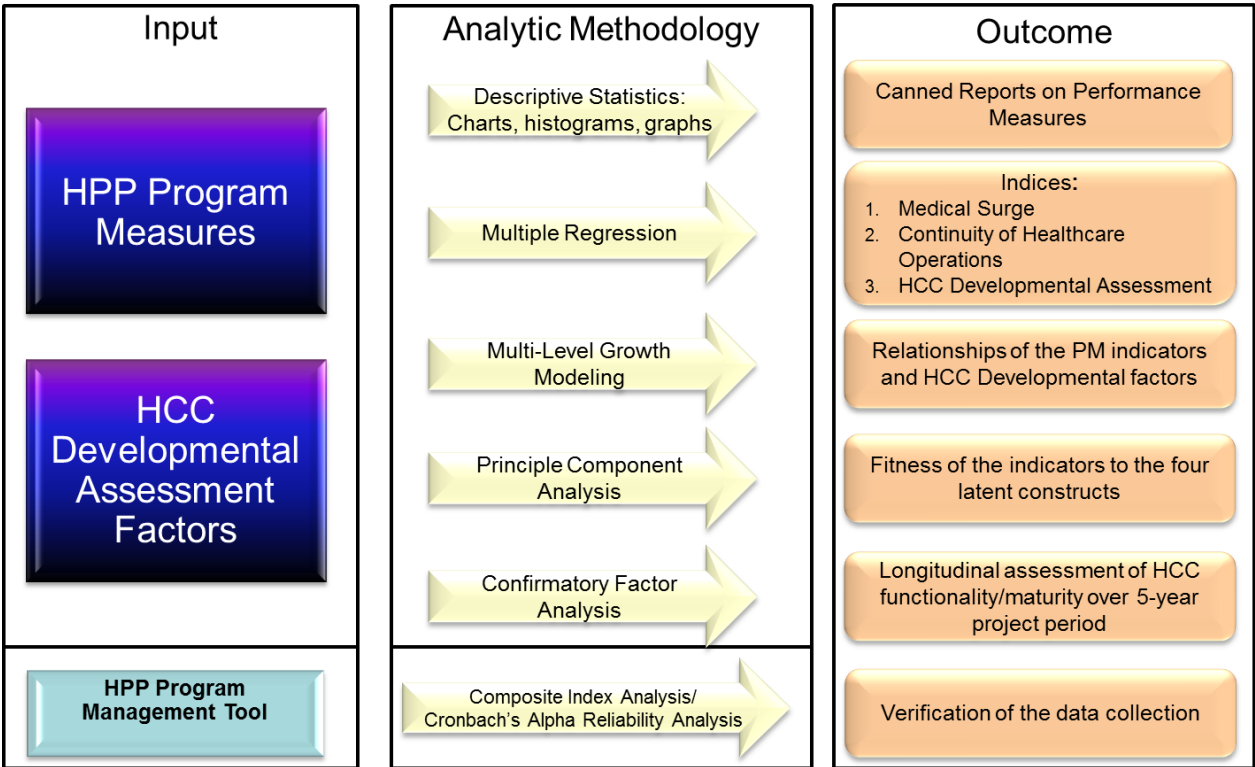 Input
HPP Program
Measures
HCC
Developmental
Assessment
Factors
HPP Program
Management Tool
Analytic Methodology
Descriptive Statistics:
Charts, histograms, graphs
Multiple Regression
Multi-Level Growth
Modeling
Principle Component
Analysis
Confirmatory Factor
Analysis
Composite Index Analysis/
Cronbach's Alpha Reliability Analysis
Outcome
Canned Reports on Performance
Measures
Indices:
1. Medical Surge
2. Continuity of Healthcare
Operations
3. HCC Developmental Assessment
Relationships of the PM indicators
and HCC Developmental factors
Fitness of the indicators to the four
latent constructs
Longitudinal assessment of HCC
functionality/maturity over 5-year
project period
Verification of the data collection